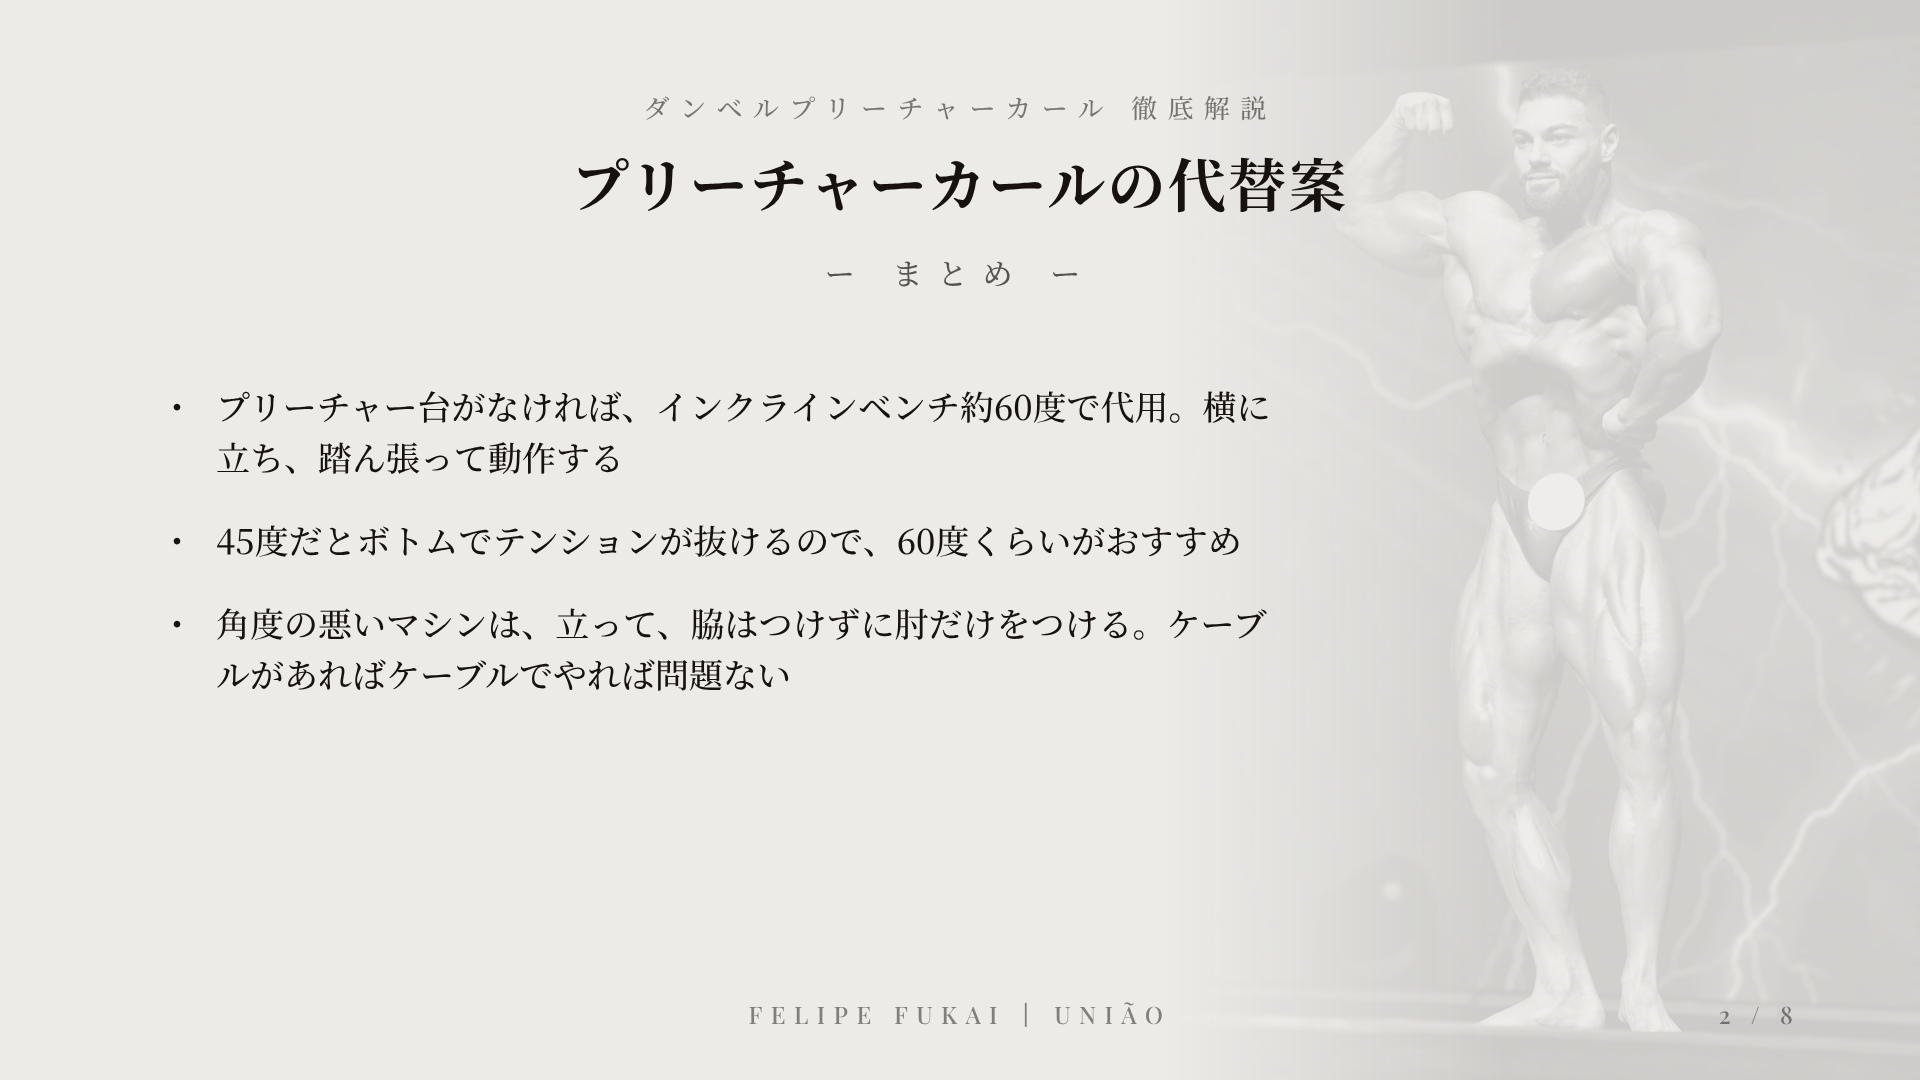 ダンベルプリーチャーカール 徹底解説
プリーチャーカールの代替案
ー まとめ ー
・ プリーチャー台がなければ、インクラインベンチ約60度で代用。横に
立ち、踏ん張って動作する
・ 45度だとボトムでテンションが抜けるので、60度くらいがおすすめ
・ 角度の悪いマシンは、立って、脇はつけずに肘だけをつける。ケーブ
ルがあればケーブルでやれば問題ない
FELIPE FUKAI | UNIÃO
2 / 8